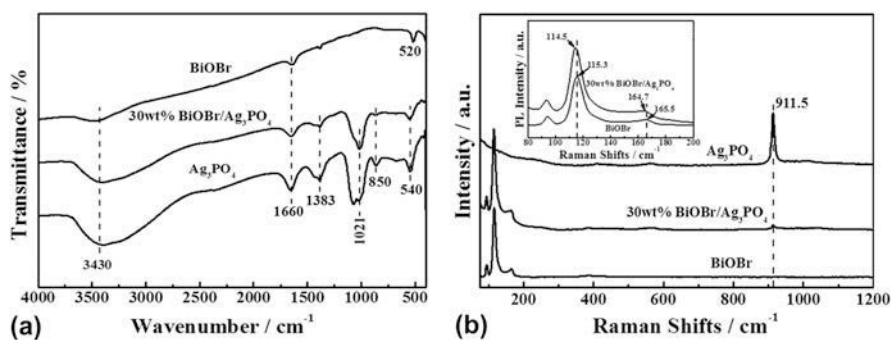 Transmittance / %
BiOBr
520
30wt% BiOBr/Ag₃PO₄
Ag₃PO₄
3430
1660
1383
1021
850
540
4000 3500 3000 2500 2000 1500 1000 500
(a) Wavenumber / cm⁻¹
Intensity / a.u.
PL Intensity / a.u.
114.5
115.3
30wt% BiOBr/Ag₃PO₄
164.7
165.5
BiOBr
80 100 120 140 160 180 200
Raman Shifts / cm⁻¹
911.5
Ag₃PO₄
30wt% BiOBr/Ag₃PO₄
BiOBr
200 400 600 800 1000 1200
(b) Raman Shifts / cm⁻¹